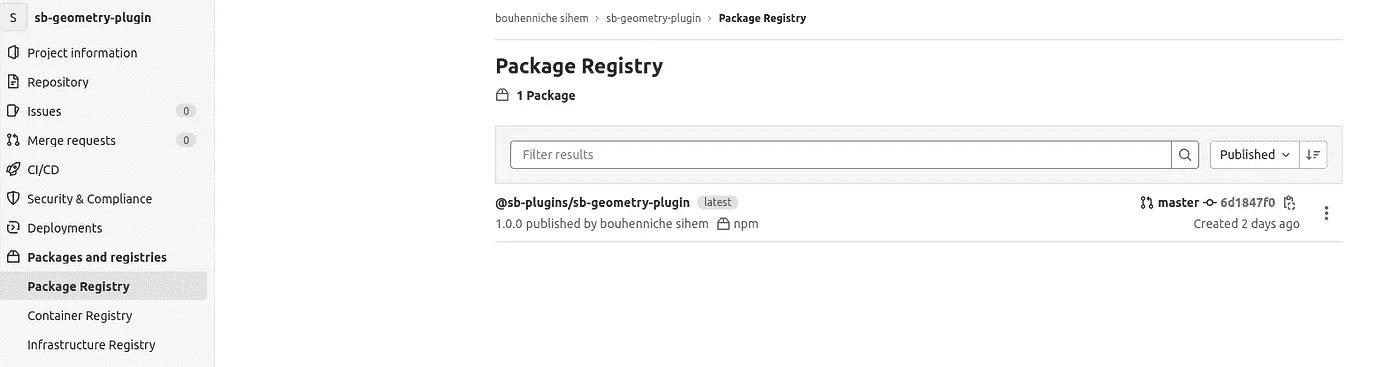 S sb-geometry-plugin
Project information
Repository
Issues 0
Merge requests 0
CI/CD
Security & Compliance
Deployments
Packages and registries
Package Registry
Container Registry
Infrastructure Registry
bouhenniche sihem › sb-geometry-plugin › Package Registry
Package Registry
1 Package
Filter results
Published
@sb-plugins/sb-geometry-plugin latest
master 6d1847f0
1.0.0 published by bouhenniche sihem npm
Created 2 days ago